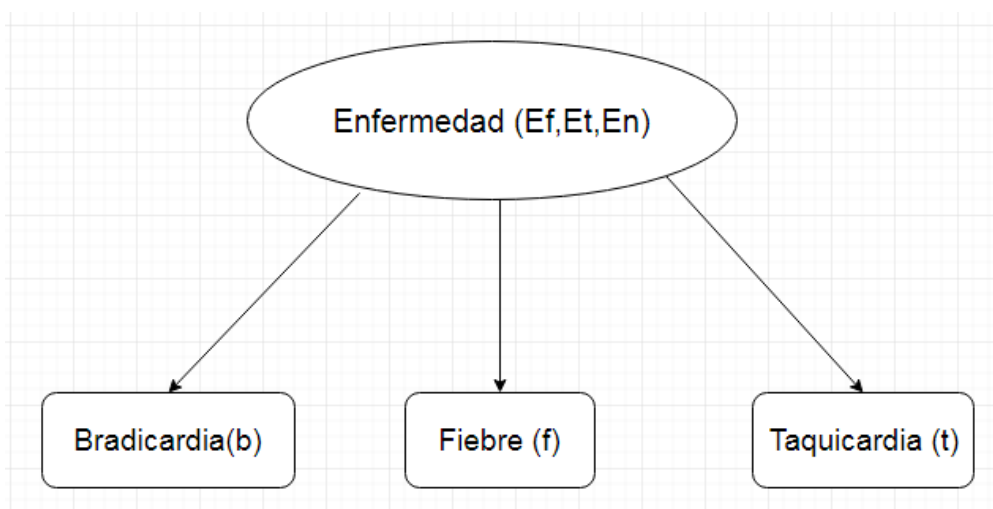 Enfermedad (Ef,Et,En)
Bradicardia(b)
Fiebre (f)
Taquicardia (t)